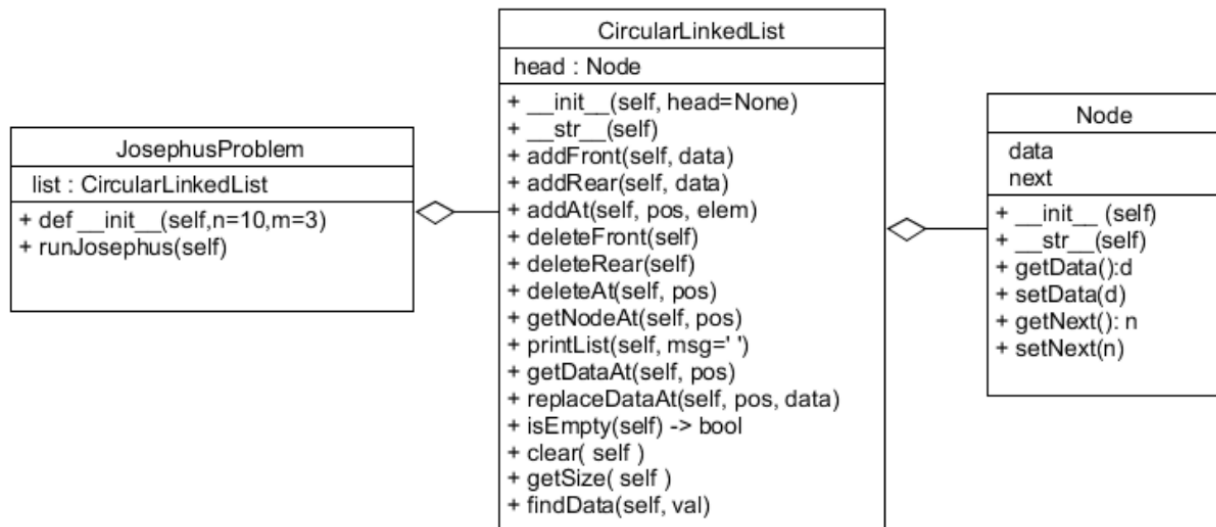 JosephusProblem
list : CircularLinkedList
+ def __init__(self,n=10,m=3)
+ runJosephus(self)
CircularLinkedList
head : Node
+ __init__(self, head=None)
+ __str__(self)
+ addFront(self, data)
+ addRear(self, data)
+ addAt(self, pos, elem)
+ deleteFront(self)
+ deleteRear(self)
+ deleteAt(self, pos)
+ getNodeAt(self, pos)
+ printList(self, msg=' ')
+ getDataAt(self, pos)
+ replaceDataAt(self, pos, data)
+ isEmpty(self) -> bool
+ clear( self )
+ getSize( self )
+ findData(self, val)
Node
data
next
+ __init__ (self)
+ __str__(self)
+ getData():d
+ setData(d)
+ getNext(): n
+ setNext(n)